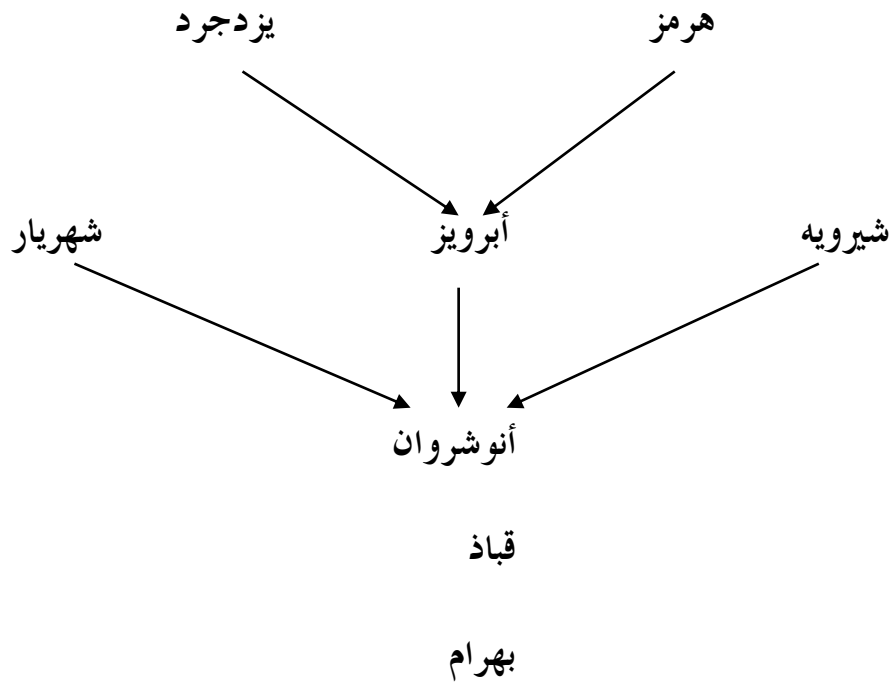 هرمز يزدجرد
شيرويه أبرويز شهريار
أنوشروان
قباذ
بهرام